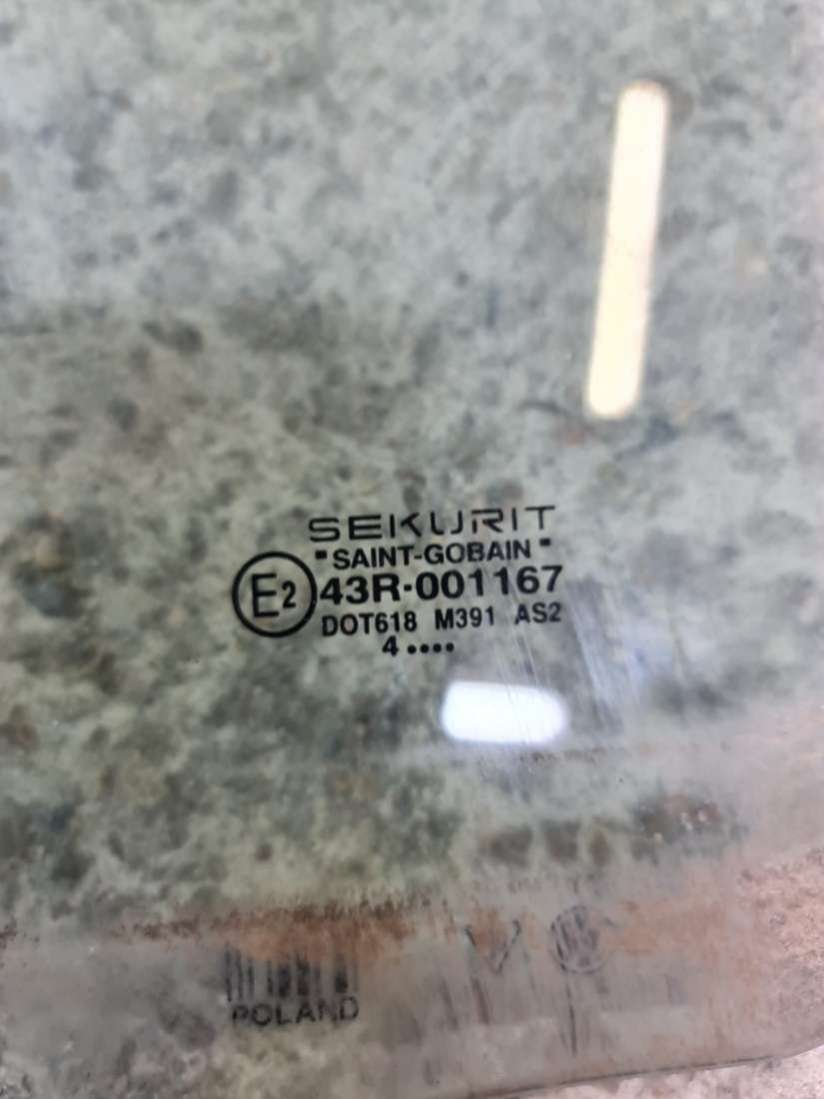 SEKURIT
"SAINT-GOBAIN"
E2 43R-001167
DOT618 M391 AS2
4••••
POLAND